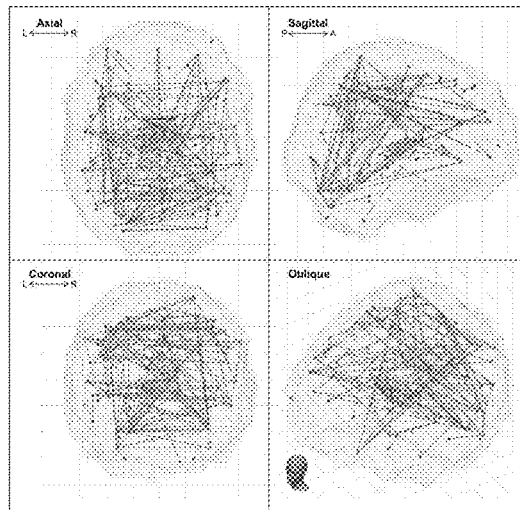 Axial
L R
Sagittal
P A
Coronal
L R
Oblique